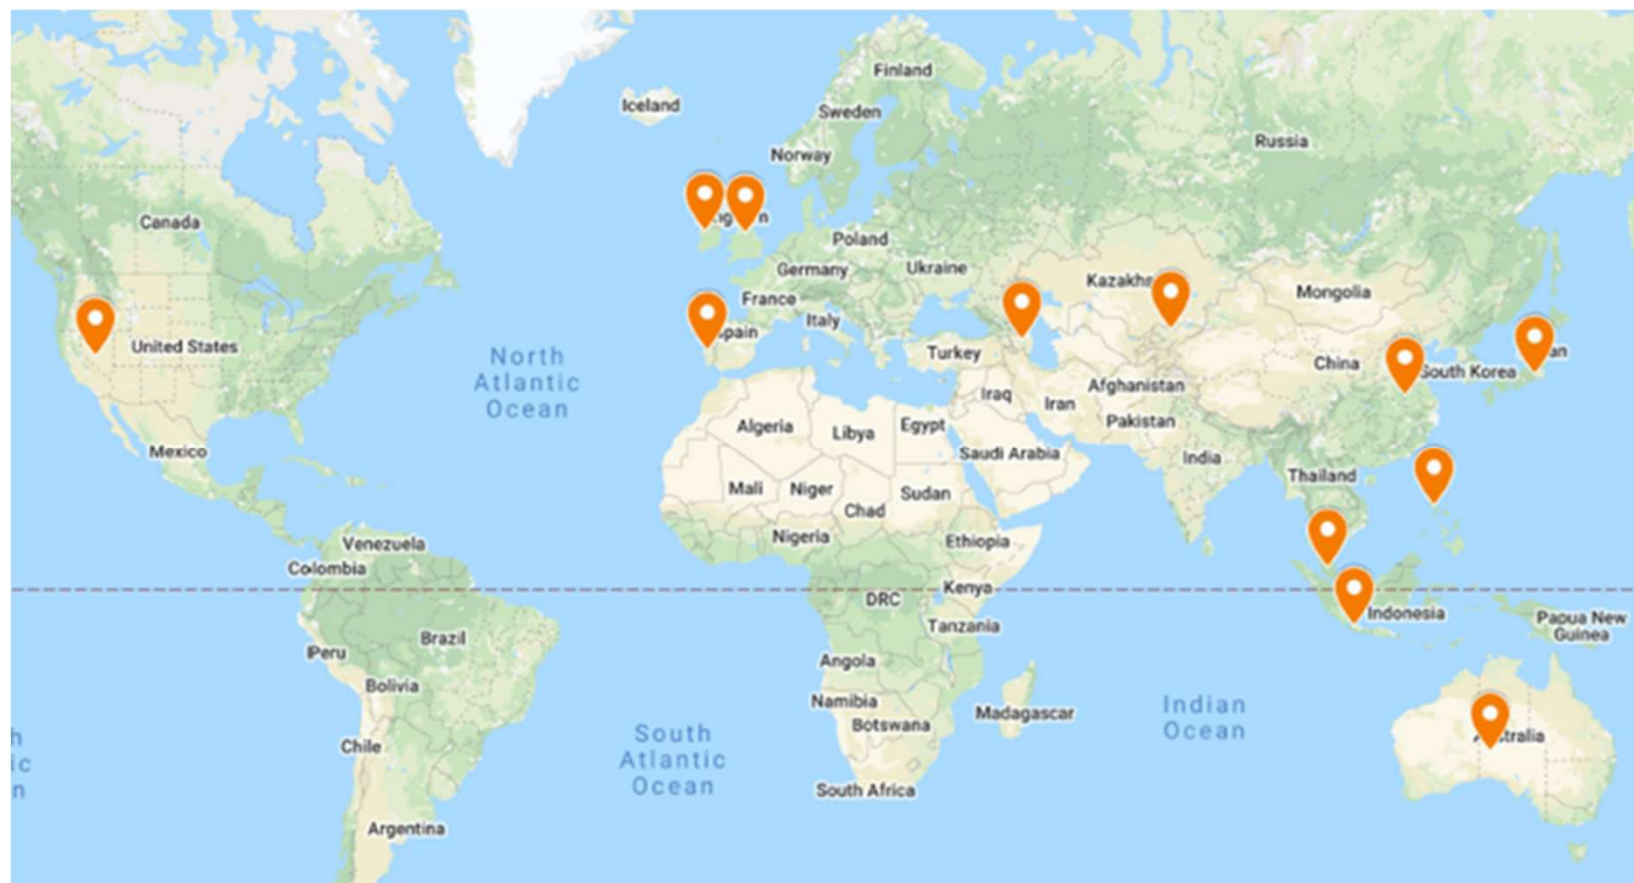 Finland
Iceland
Sweden
Russia
Norway
Canada
Poland
Germany
Ukraine
Mongolia
France
Italy
United States
North
Atlantic
Ocean
Turkey
China
South Korea
Afghanistan
Iraq
Iran
Pakistan
Algeria
Libya
Egypt
Mexico
Saudi Arabia
India
Thailand
Mali
Niger
Sudan
Chad
Nigeria
Ethiopia
Venezuela
Colombia
Kenya
DRC
Indonesia
Papua New
Guinea
Tanzania
Brazil
Peru
Angola
Bolivia
Namibia
Botswana
Madagascar
Indian
Ocean
South
Atlantic
Ocean
Chile
South Africa
Argentina